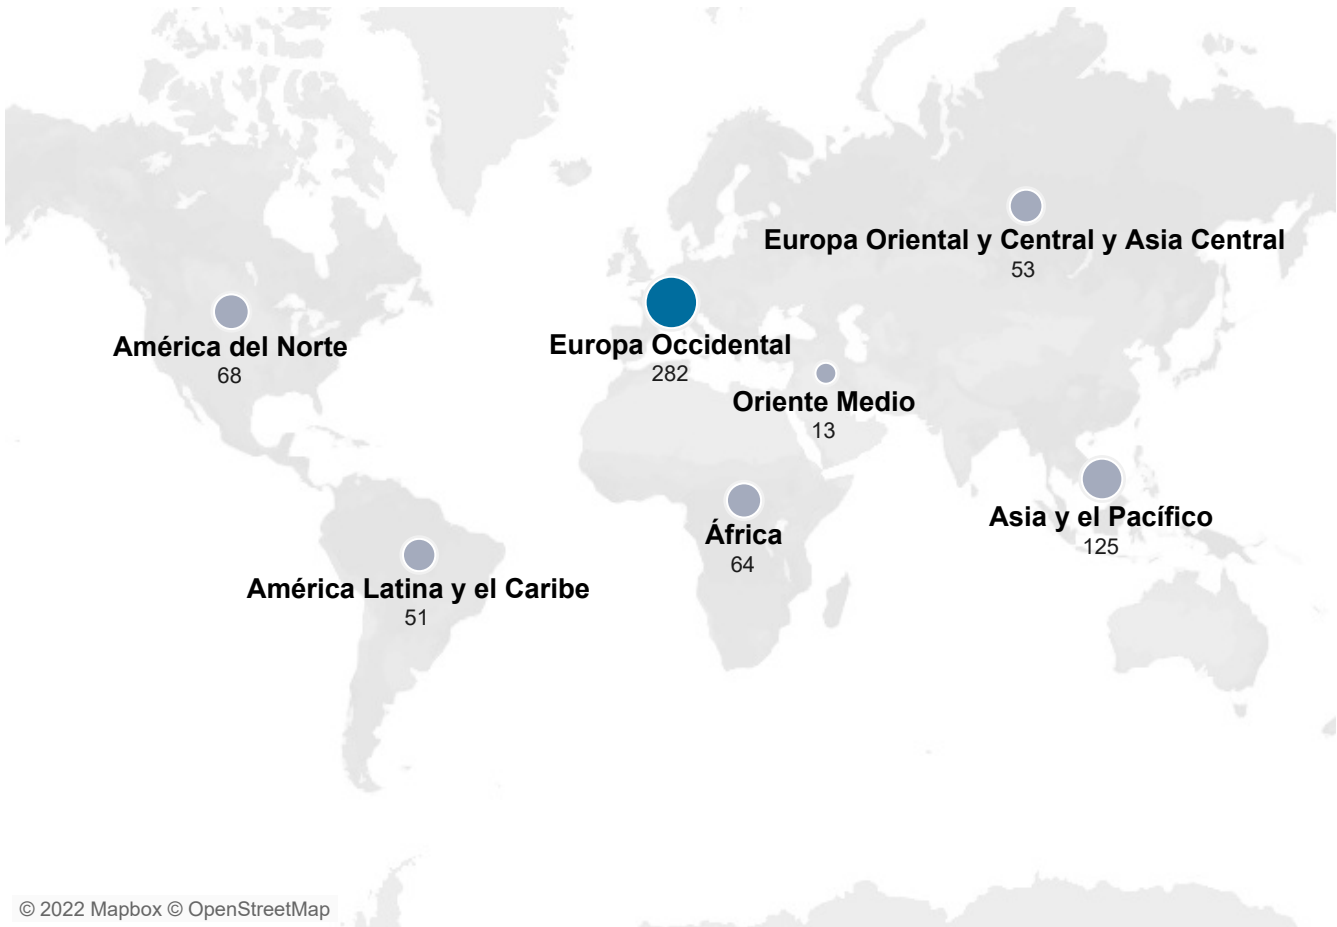 Europa Oriental y Central y Asia Central
53
América del Norte
68
Europa Occidental
282
Oriente Medio
13
Asia y el Pacífico
125
África
64
América Latina y el Caribe
51
© 2022 Mapbox © OpenStreetMap